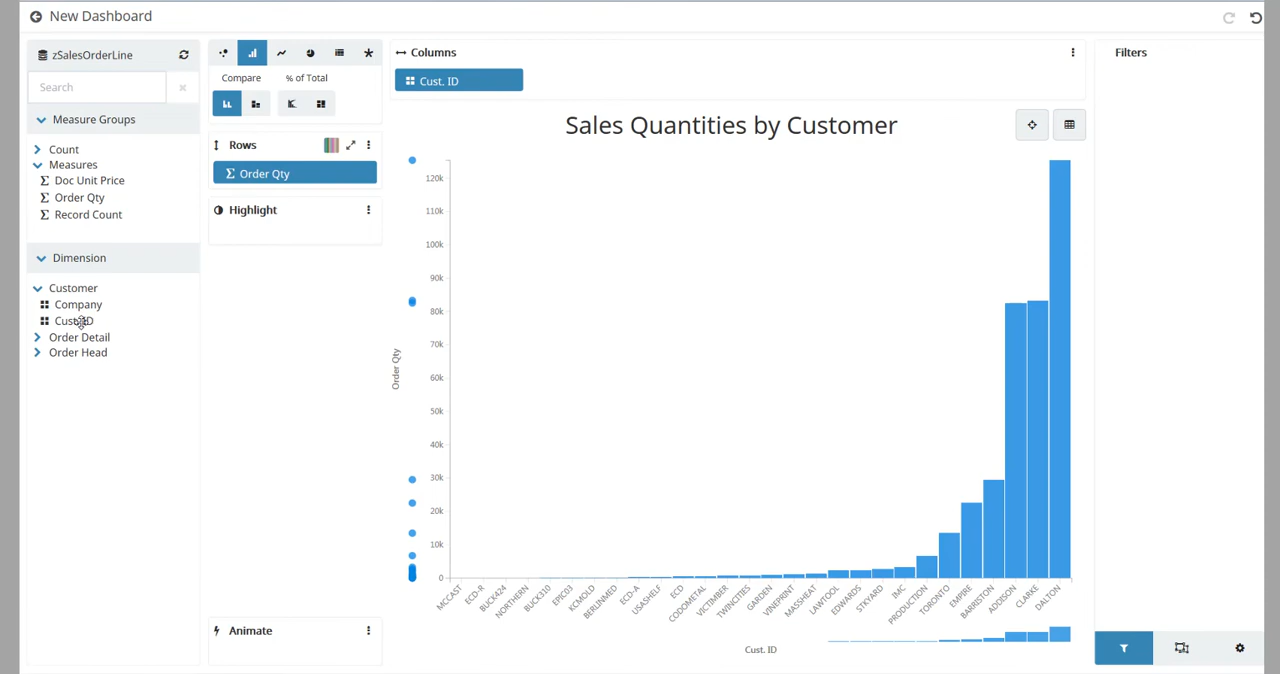 New Dashboard
zSalesOrderLine
Search
Measure Groups
Count
Measures
Σ Doc Unit Price
Σ Order Qty
Σ Record Count
Dimension
Customer
Company
Cust. ID
Order Detail
Order Head
Compare
% of Total
Rows
Σ Order Qty
Highlight
Animate
Columns
Cust. ID
Sales Quantities by Customer
120k
110k
100k
90k
80k
70k
60k
50k
40k
30k
20k
10k
0
Order Qty
MCCAST
ECD-R
BUCK424
NORTHERN
BUCK310
EPIC03
KCMOLD
BERLINMED
ECD-A
USASHELF
ECD
CODOMETAL
VICTIMBER
TWINCITIES
GARDEN
VINEPRINT
MASSHEAT
LAWTOOL
EDWARDS
STKYARD
IMC
PRODUCTION
TORONTO
EMPIRE
BARRISTON
ADDISON
CLARKE
DALTON
Cust. ID
Filters